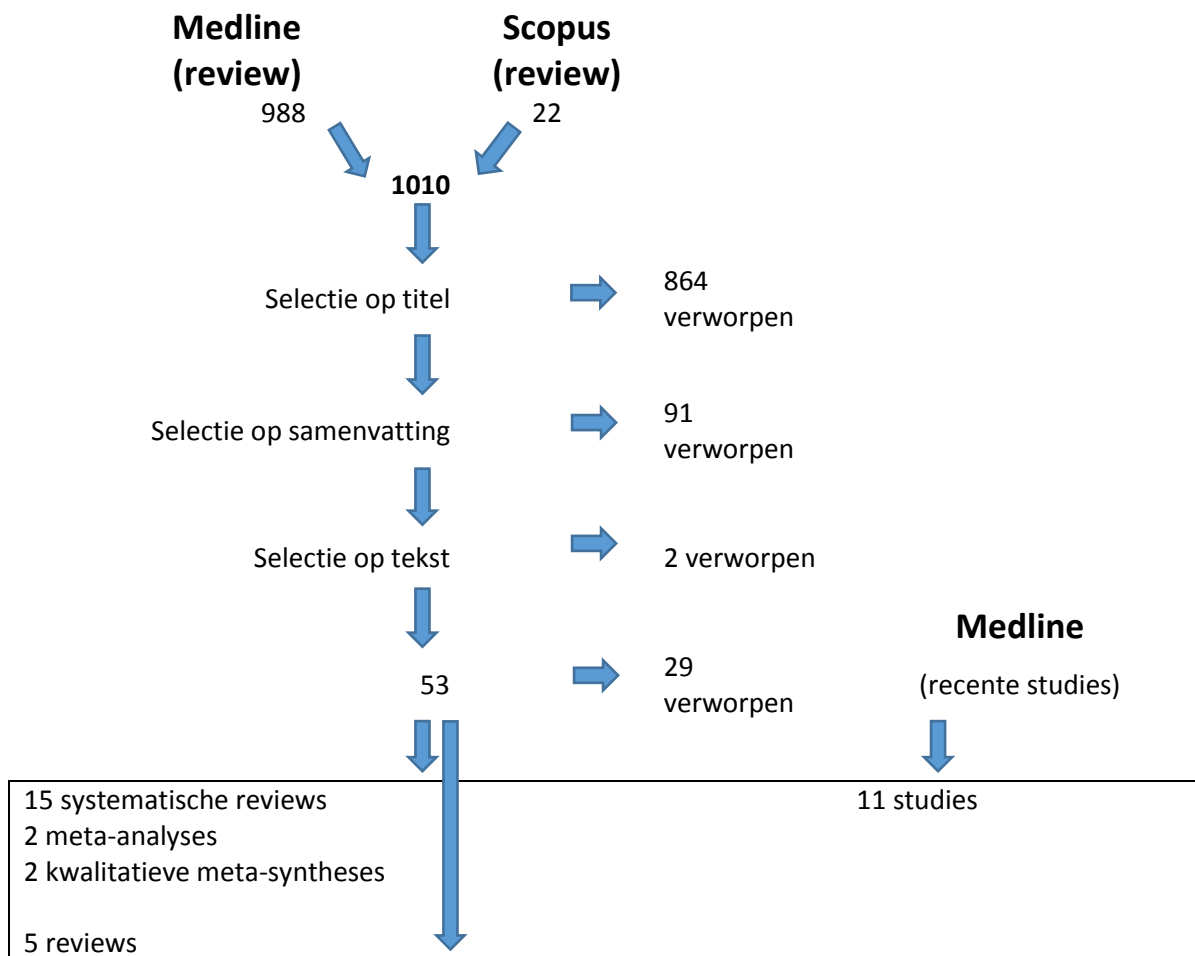 Medline
(review)
988
Scopus
(review)
22
1010
Selectie op titel
864
verworpen
Selectie op samenvatting
91
verworpen
Selectie op tekst
2 verworpen
53
29
verworpen
Medline
(recente studies)
15 systematische reviews
2 meta-analyses
2 kwalitatieve meta-syntheses
5 reviews
11 studies